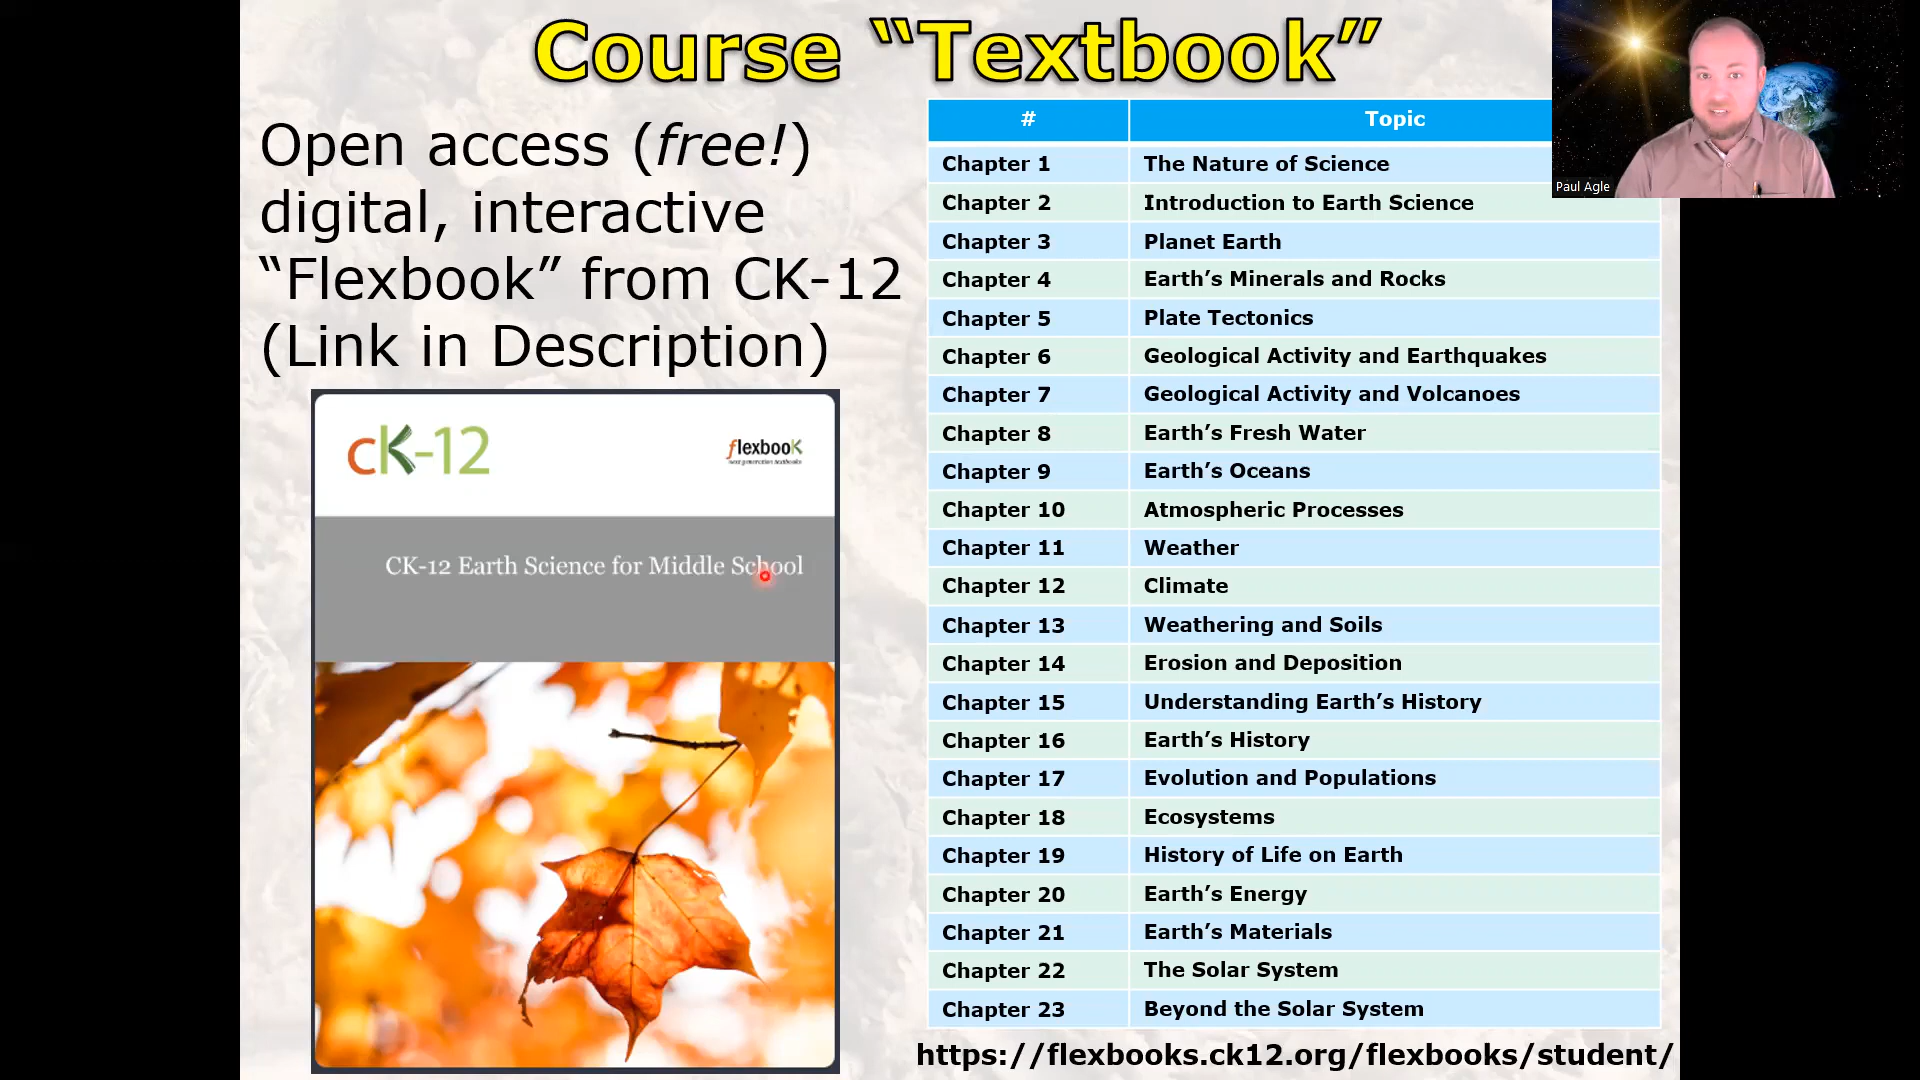 Course “Textbook”
Open access (free!)
digital, interactive
“Flexbook” from CK-12
(Link in Description)
cK-12
flexbook
next generation textbooks
CK-12 Earth Science for Middle School
# Topic
Chapter 1 The Nature of Science
Chapter 2 Introduction to Earth Science
Chapter 3 Planet Earth
Chapter 4 Earth’s Minerals and Rocks
Chapter 5 Plate Tectonics
Chapter 6 Geological Activity and Earthquakes
Chapter 7 Geological Activity and Volcanoes
Chapter 8 Earth’s Fresh Water
Chapter 9 Earth’s Oceans
Chapter 10 Atmospheric Processes
Chapter 11 Weather
Chapter 12 Climate
Chapter 13 Weathering and Soils
Chapter 14 Erosion and Deposition
Chapter 15 Understanding Earth’s History
Chapter 16 Earth’s History
Chapter 17 Evolution and Populations
Chapter 18 Ecosystems
Chapter 19 History of Life on Earth
Chapter 20 Earth’s Energy
Chapter 21 Earth’s Materials
Chapter 22 The Solar System
Chapter 23 Beyond the Solar System
https://flexbooks.ck12.org/flexbooks/student/
Paul Agle